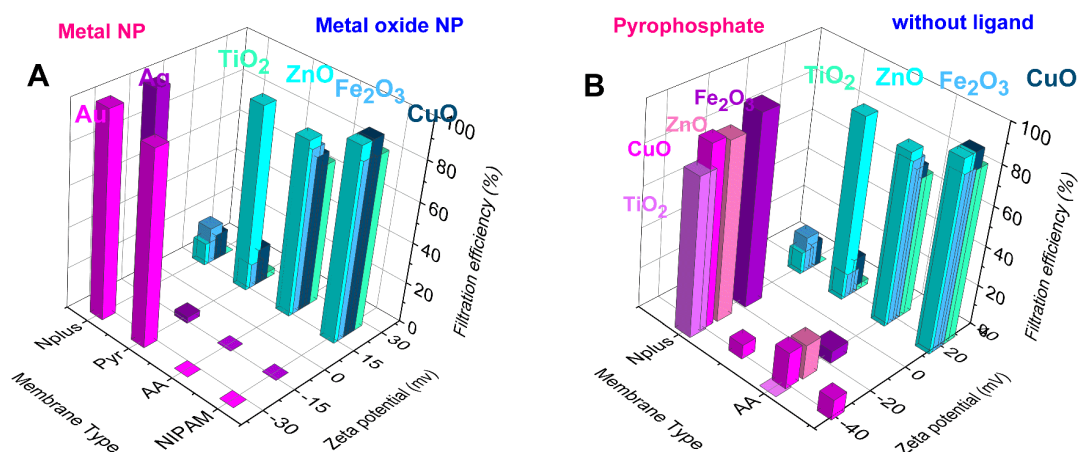 Metal NP
Metal oxide NP
A
Au
Ag
TiO2
ZnO
Fe2O3
CuO
100
80
60
40
20
0
Filtration efficiency (%)
Nplus
Pyr
AA
NIPAM
Membrane Type
-30
-15
0
15
30
Zeta potential (mv)
Pyrophosphate
without ligand
B
TiO2
CuO
ZnO
Fe2O3
TiO2
ZnO
Fe2O3
CuO
100
80
60
40
20
0
Filtration efficiency (%)
Nplus
AA
Membrane Type
-40
-20
0
20
Zeta potential (mv)